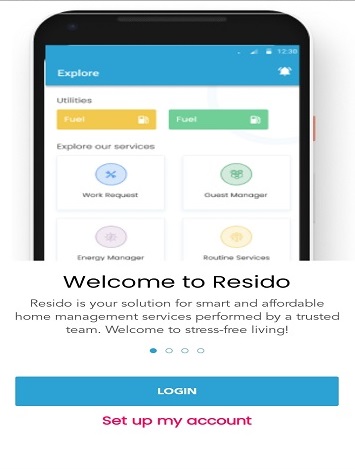 12:30
Explore
Utilities
Fuel
Fuel
Explore our services
Work Request
Guest Manager
Energy Manager
Routine Services
Welcome to Resido
Resido is your solution for smart and affordable
home management services performed by a trusted
team. Welcome to stress-free living!
LOGIN
Set up my account